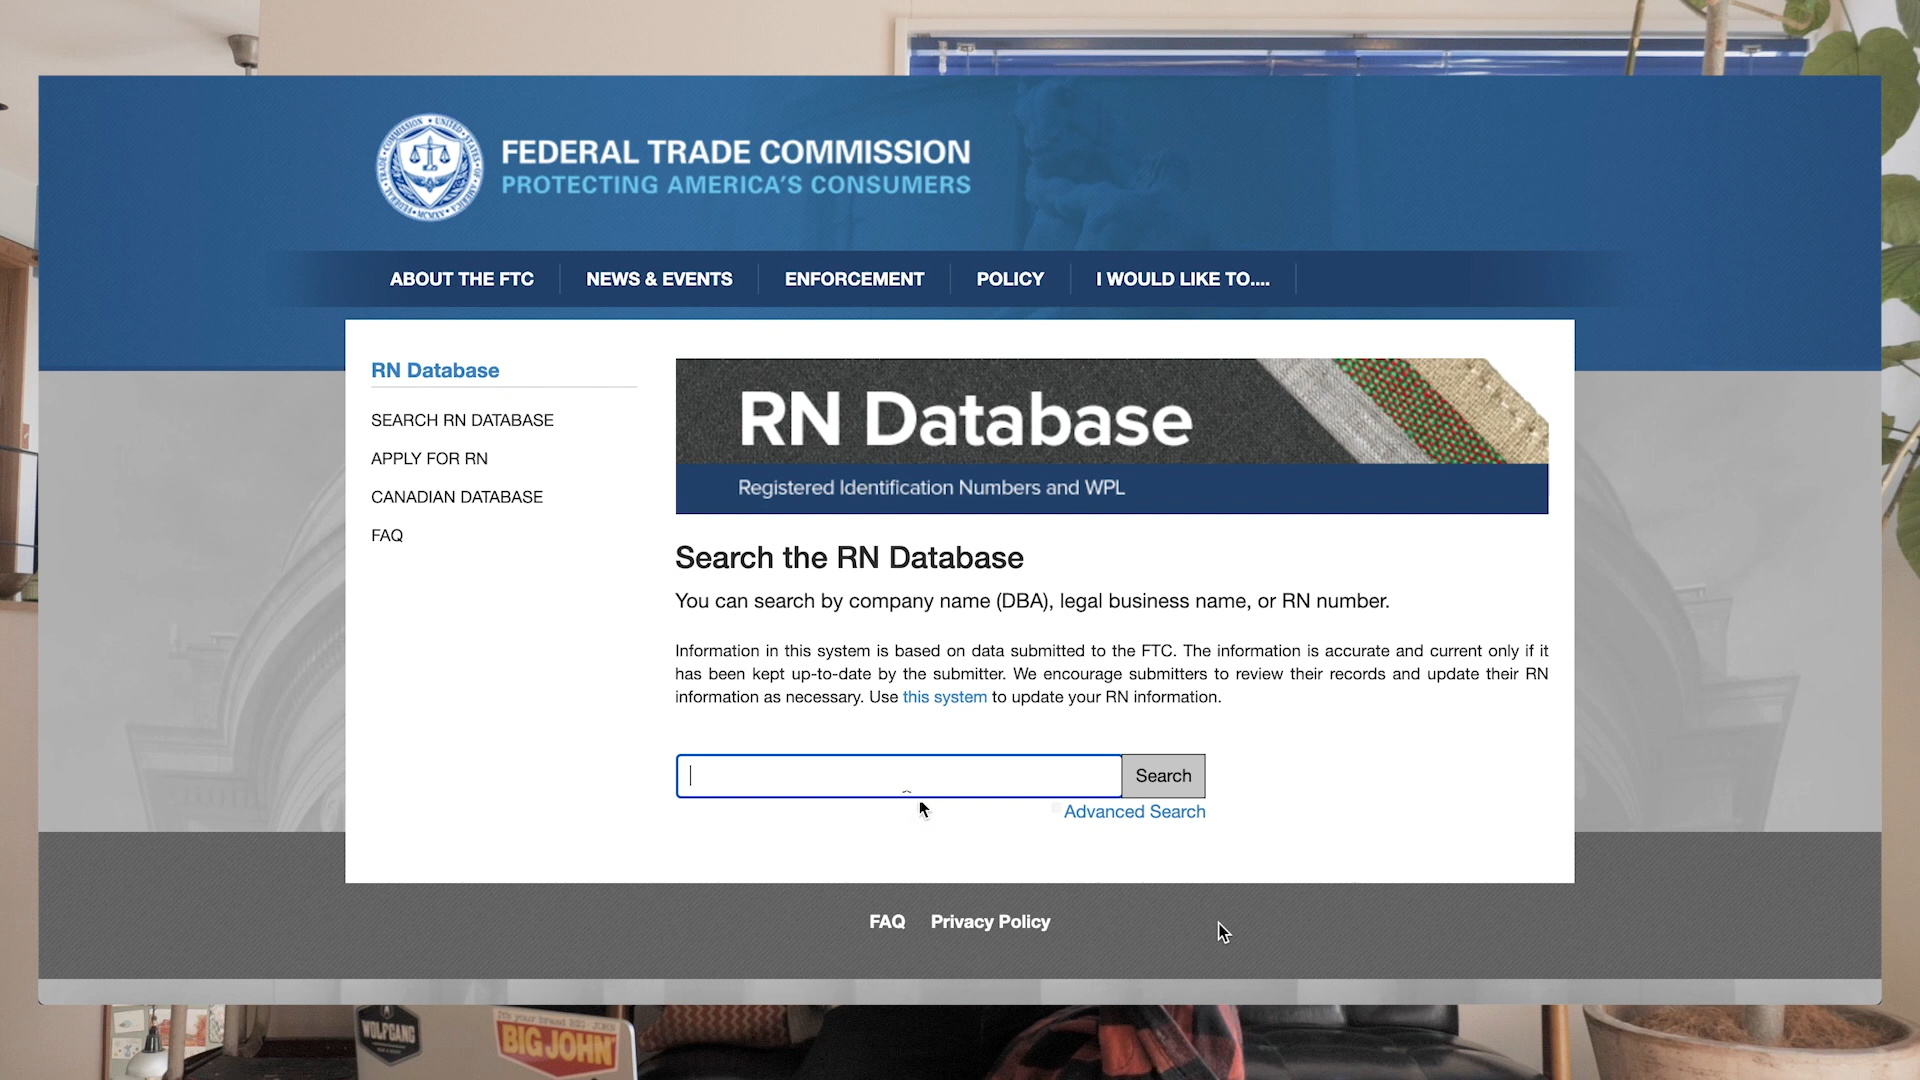 FEDERAL TRADE COMMISSION
PROTECTING AMERICA'S CONSUMERS
ABOUT THE FTC
NEWS & EVENTS
ENFORCEMENT
POLICY
I WOULD LIKE TO....
RN Database
SEARCH RN DATABASE
APPLY FOR RN
CANADIAN DATABASE
FAQ
RN Database
Registered Identification Numbers and WPL
Search the RN Database
You can search by company name (DBA), legal business name, or RN number.
Information in this system is based on data submitted to the FTC. The information is accurate and current only if it
has been kept up-to-date by the submitter. We encourage submitters to review their records and update their RN
information as necessary. Use this system to update your RN information.
Search
Advanced Search
FAQ
Privacy Policy
WOLFGANG
It's your brand BIG JOHN
BIG JOHN